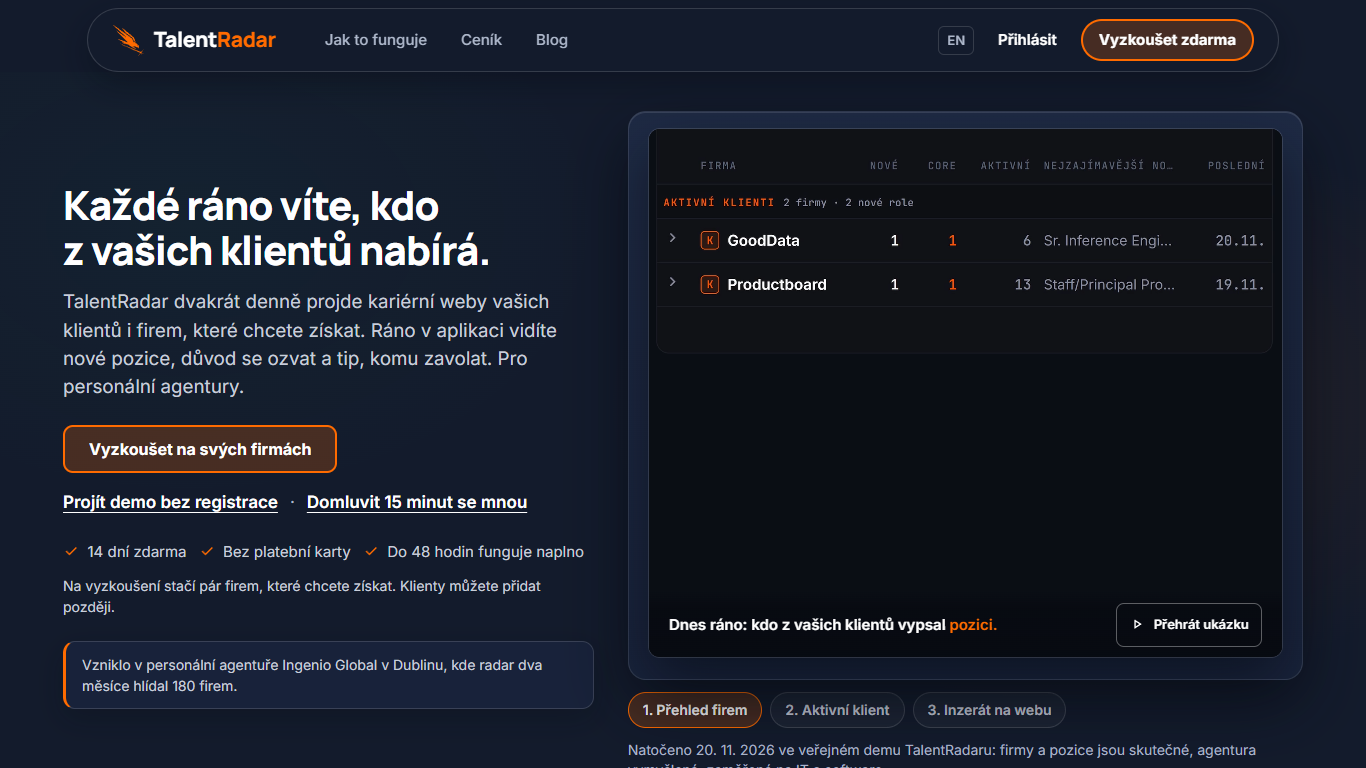 TalentRadar
Jak to funguje
Ceník
Blog
EN
Přihlásit
Vyzkoušet zdarma
Každé ráno víte, kdo
z vašich klientů nabírá.
TalentRadar dvakrát denně projde kariérní weby vašich
klientů i firem, které chcete získat. Ráno v aplikaci vidíte
nové pozice, důvod se ozvat a tip, komu zavolat. Pro
personální agentury.
Vyzkoušet na svých firmách
Projít demo bez registrace · Domluvit 15 minut se mnou
14 dní zdarma
Bez platební karty
Do 48 hodin funguje naplno
Na vyzkoušení stačí pár firem, které chcete získat. Klienty můžete přidat
později.
Vzniklo v personální agentuře Ingenio Global v Dublinu, kde radar dva
měsíce hlídal 180 firem.
FIRMA NOVÉ CORE AKTIVNÍ NEJZAJÍMAVĚJŠÍ NO… POSLEDNÍ
AKTIVNÍ KLIENTI 2 firmy · 2 nové role
K GoodData 1 1 6 Sr. Inference Engi... 20.11.
K Productboard 1 1 13 Staff/Principal Pro... 19.11.
Dnes ráno: kdo z vašich klientů vypsal pozici.
Přehrát ukázku
1. Přehled firem
2. Aktivní klient
3. Inzerát na webu
Natočeno 20. 11. 2026 ve veřejném demu TalentRadaru: firmy a pozice jsou skutečné, agentura